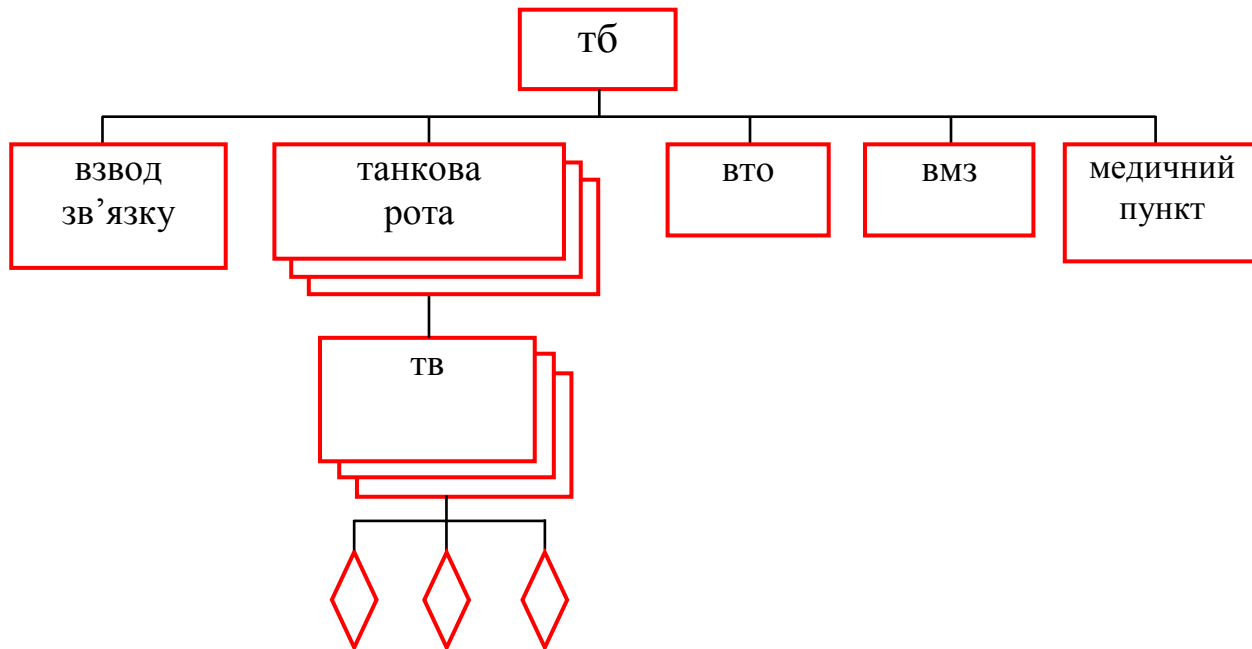 тб
взвод
зв’язку
танкова
рота
вто
вмз
медичний
пункт
тв